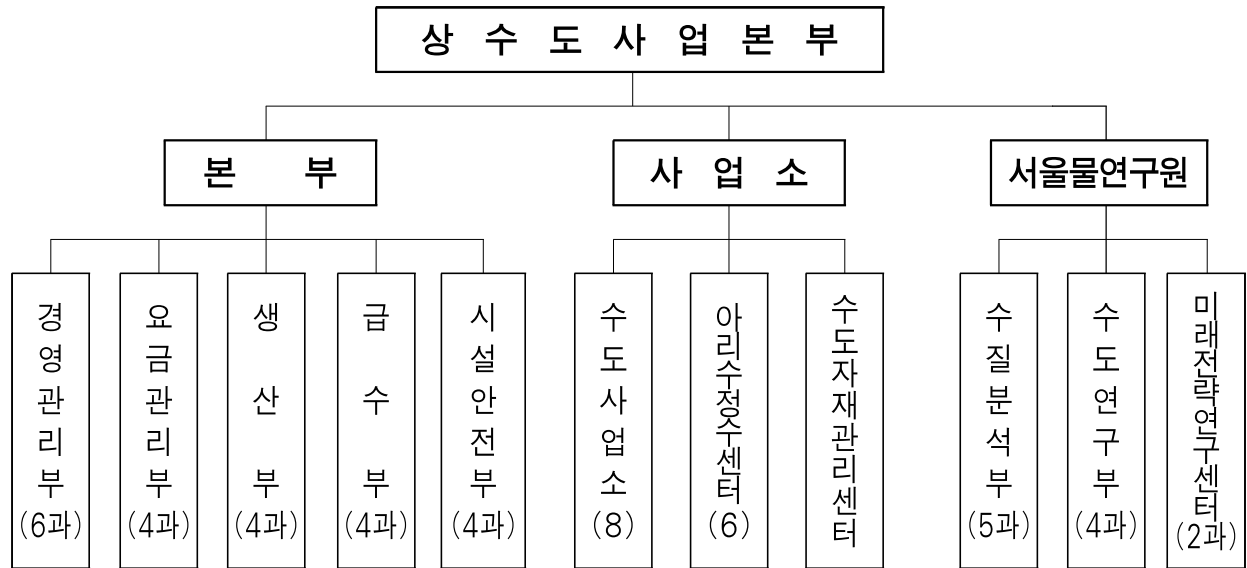 상수도사업본부
본부
사업소
서울물연구원
경영관리부
(6과)
요금관리부
(4과)
생산부
(4과)
급수부
(4과)
시설안전부
(4과)
수도사업소
(8)
아리수정수센터
(6)
수도자재관리센터
수질분석부
(5과)
수도연구부
(4과)
미래전략연구센터
(2과)